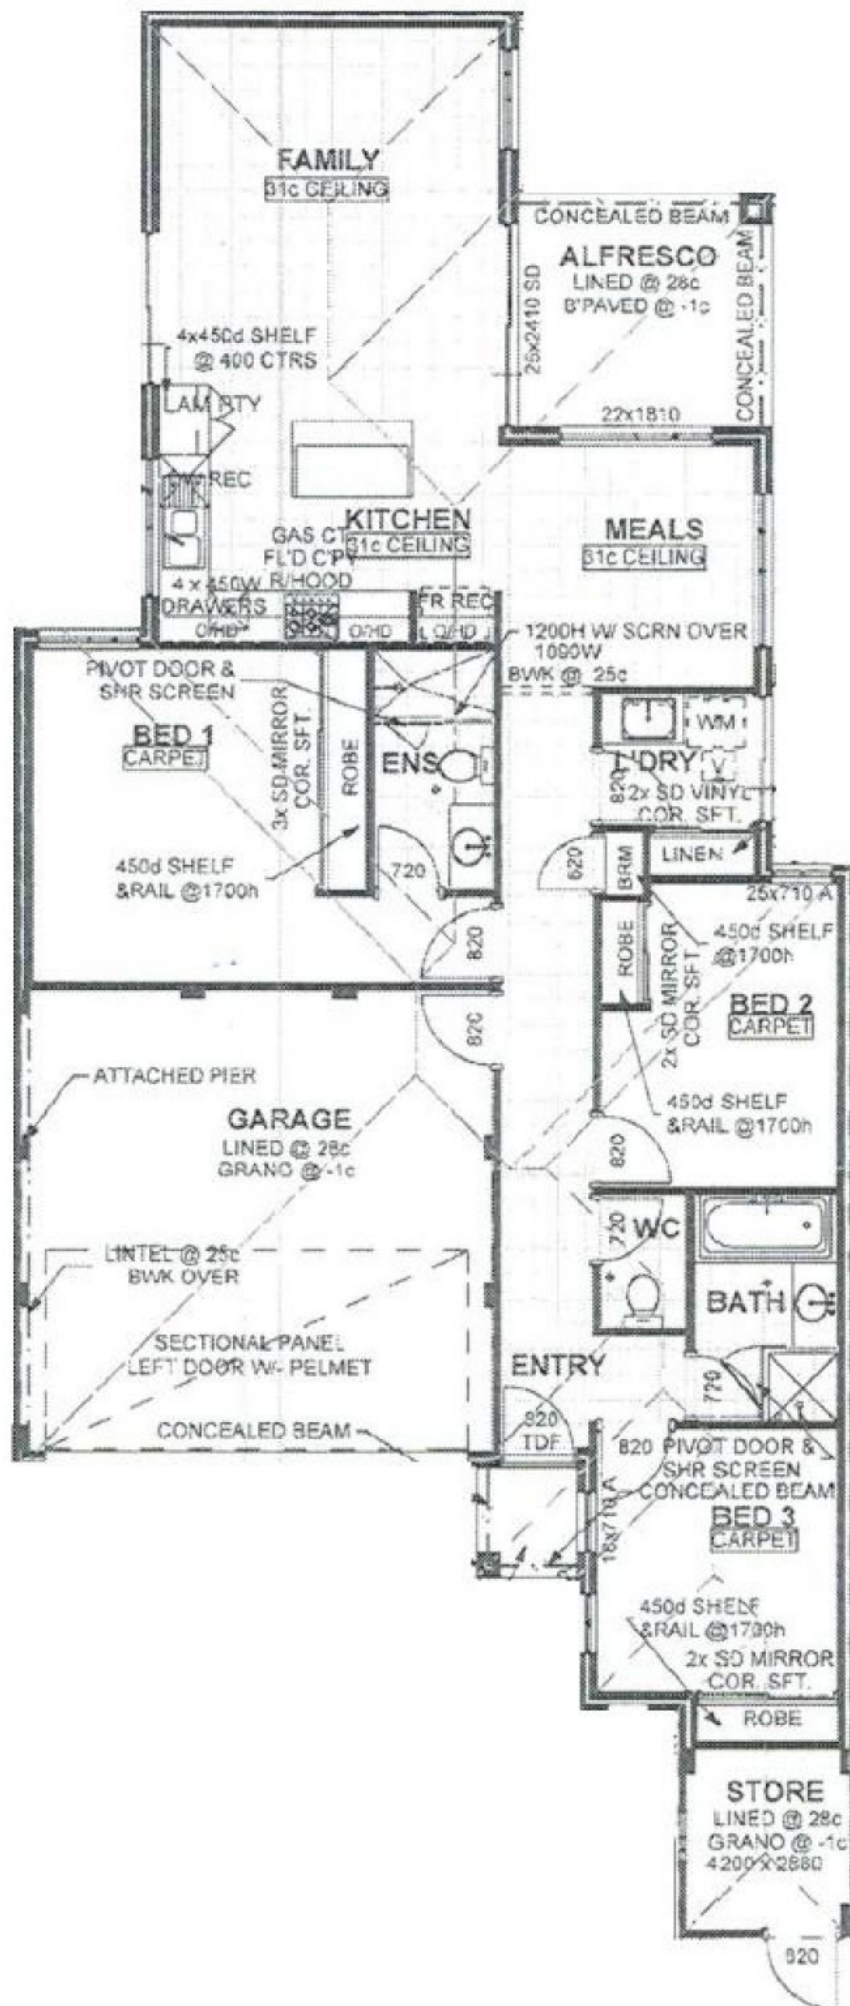 FAMILY
31c CEILING
CONCEALED BEAM
ALFRESCO
LINED @ 28c
B'PAVED @ -1c
CONCEALED BEAM
26x2410 SD
4x450d SHELF
@ 400 CTRS
LAM PTY
22x1810
REC
KITCHEN
31c CEILING
MEALS
31c CEILING
GAS CT
FL'D C'PY
R/HOOD
4 x 450W
DRAWERS
O/HD
O/HD
FR REC
O/HD
1200H W/ SCRN OVER
1090W
BWK @ 25c
PIVOT DOOR &
SHR SCREEN
BED 1
CARPET
3x SD MIRROR
COR. SFT.
ROBE
ENS
WM
L'DRY
820
2x SD VINYL
COR. SFT.
450d SHELF
&RAIL @1700h
720
620
BRM
LINEN
25x710 A
820
ROBE
2x SD MIRROR
COR. SFT
450d SHELF
@1700h
BED 2
CARPET
820
ATTACHED PIER
GARAGE
LINED @ 28c
GRANO @ -1c
450d SHELF
&RAIL @1700h
820
LINTEL @ 25c
BWK OVER
720
WC
BATH
SECTIONAL PANEL
LEFT DOOR W/- PELMET
ENTRY
720
CONCEALED BEAM
820
TDF
820 PIVOT DOOR &
SHR SCREEN
CONCEALED BEAM
18x710 A
BED 3
CARPET
450d SHELF
&RAIL @1700h
2x SD MIRROR
COR. SFT.
ROBE
STORE
LINED @ 28c
GRANO @ -1c
4200 x 2880
820